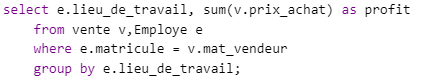 select e.lieu_de_travail, sum(v.prix_achat) as profit
from vente v,Employe e
where e.matricule = v.mat_vendeur
group by e.lieu_de_travail;